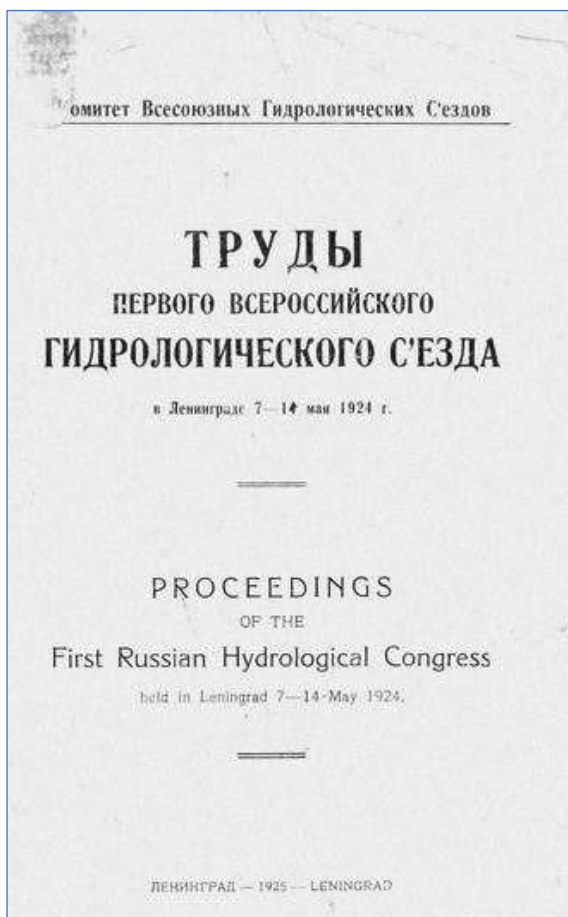 омитет Всесоюзных Гидрологических С'ездов
ТРУДЫ
ПЕРВОГО ВСЕРОССИЙСКОГО
ГИДРОЛОГИЧЕСКОГО С'ЕЗДА
в Ленинграде 7—14 мая 1924 г.
PROCEEDINGS
OF THE
First Russian Hydrological Congress
held in Leningrad 7—14-May 1924.
ЛЕНИНГРАД — 1925 — LENINGRAD